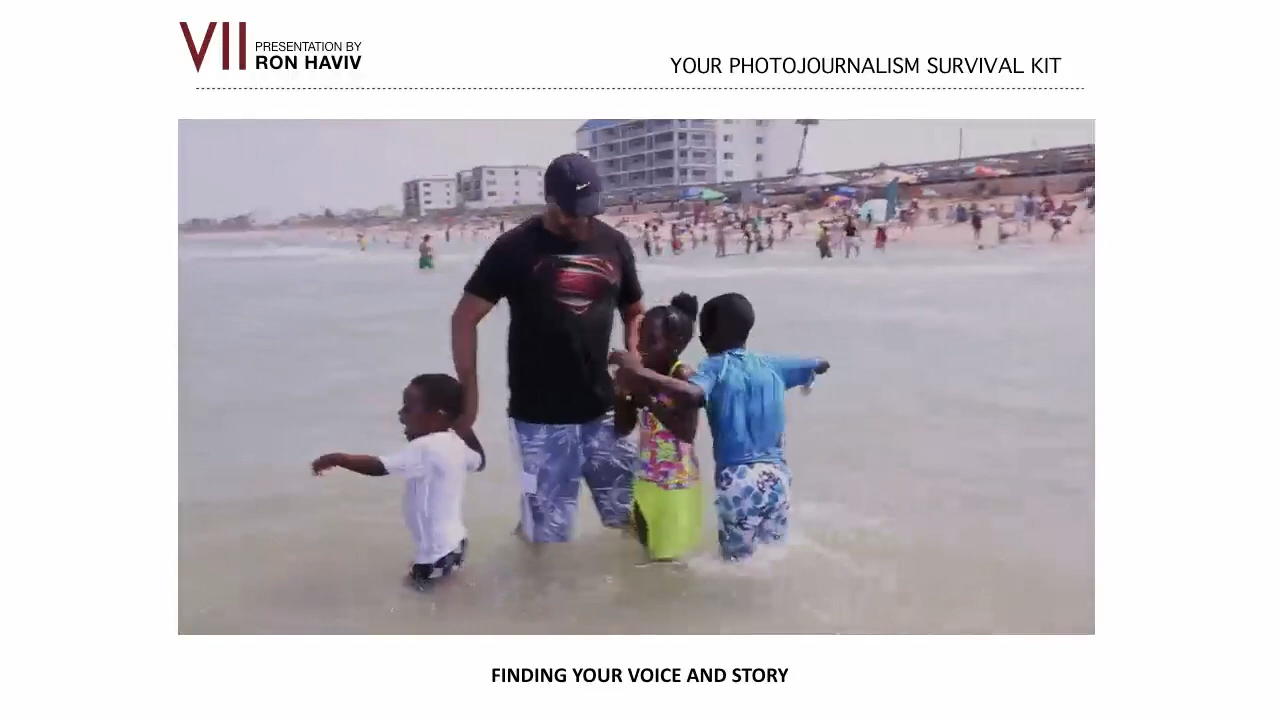 VII
PRESENTATION BY
RON HAVIV
YOUR PHOTOJOURNALISM SURVIVAL KIT
FINDING YOUR VOICE AND STORY